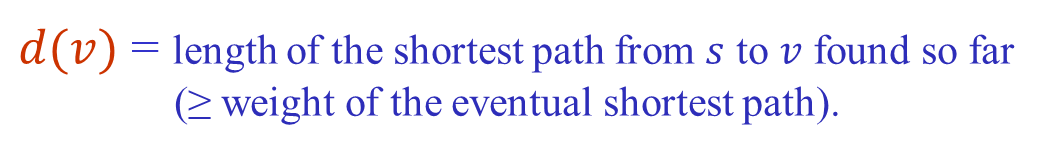 d(v) = length of the shortest path from s to v found so far
(≥ weight of the eventual shortest path).